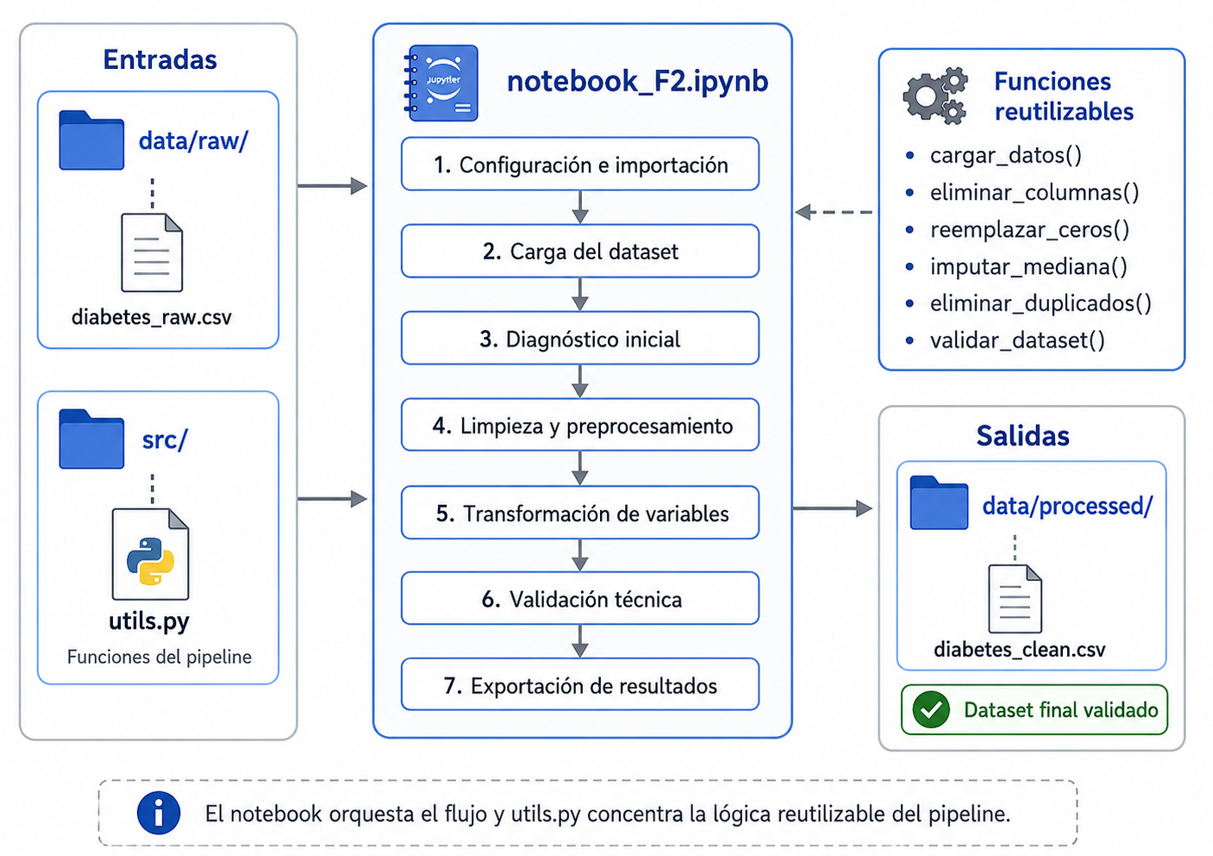 Entradas
data/raw/
diabetes_raw.csv
src/
utils.py
Funciones del pipeline
jupyter
notebook_F2.ipynb
1. Configuración e importación
2. Carga del dataset
3. Diagnóstico inicial
4. Limpieza y preprocesamiento
5. Transformación de variables
6. Validación técnica
7. Exportación de resultados
Funciones
reutilizables
• cargar_datos()
• eliminar_columnas()
• reemplazar_ceros()
• imputar_mediana()
• eliminar_duplicados()
• validar_dataset()
Salidas
data/processed/
diabetes_clean.csv
Dataset final validado
i El notebook orquesta el flujo y utils.py concentra la lógica reutilizable del pipeline.